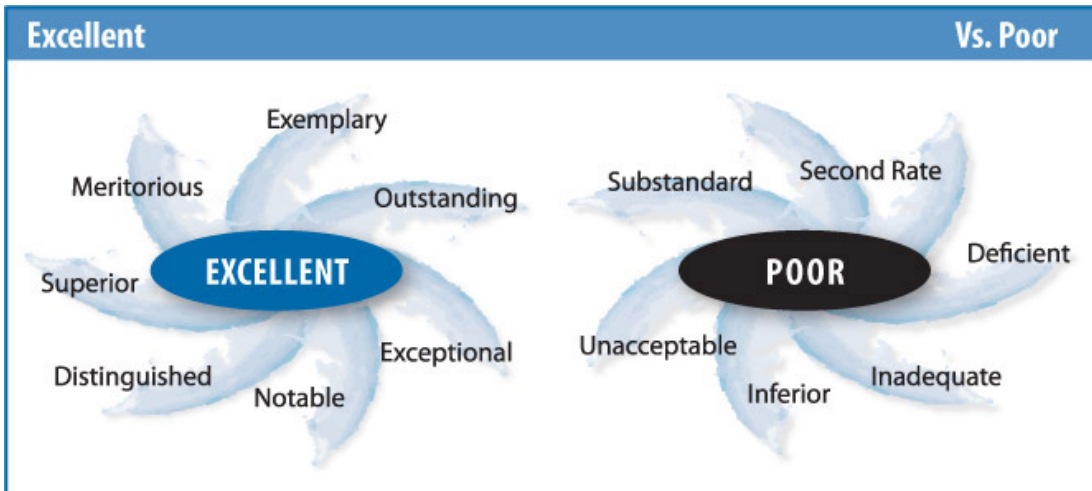 Excellent
Vs. Poor
Exemplary
Meritorious
Outstanding
Superior
EXCELLENT
Exceptional
Distinguished
Notable
Second Rate
Substandard
Deficient
POOR
Unacceptable
Inadequate
Inferior